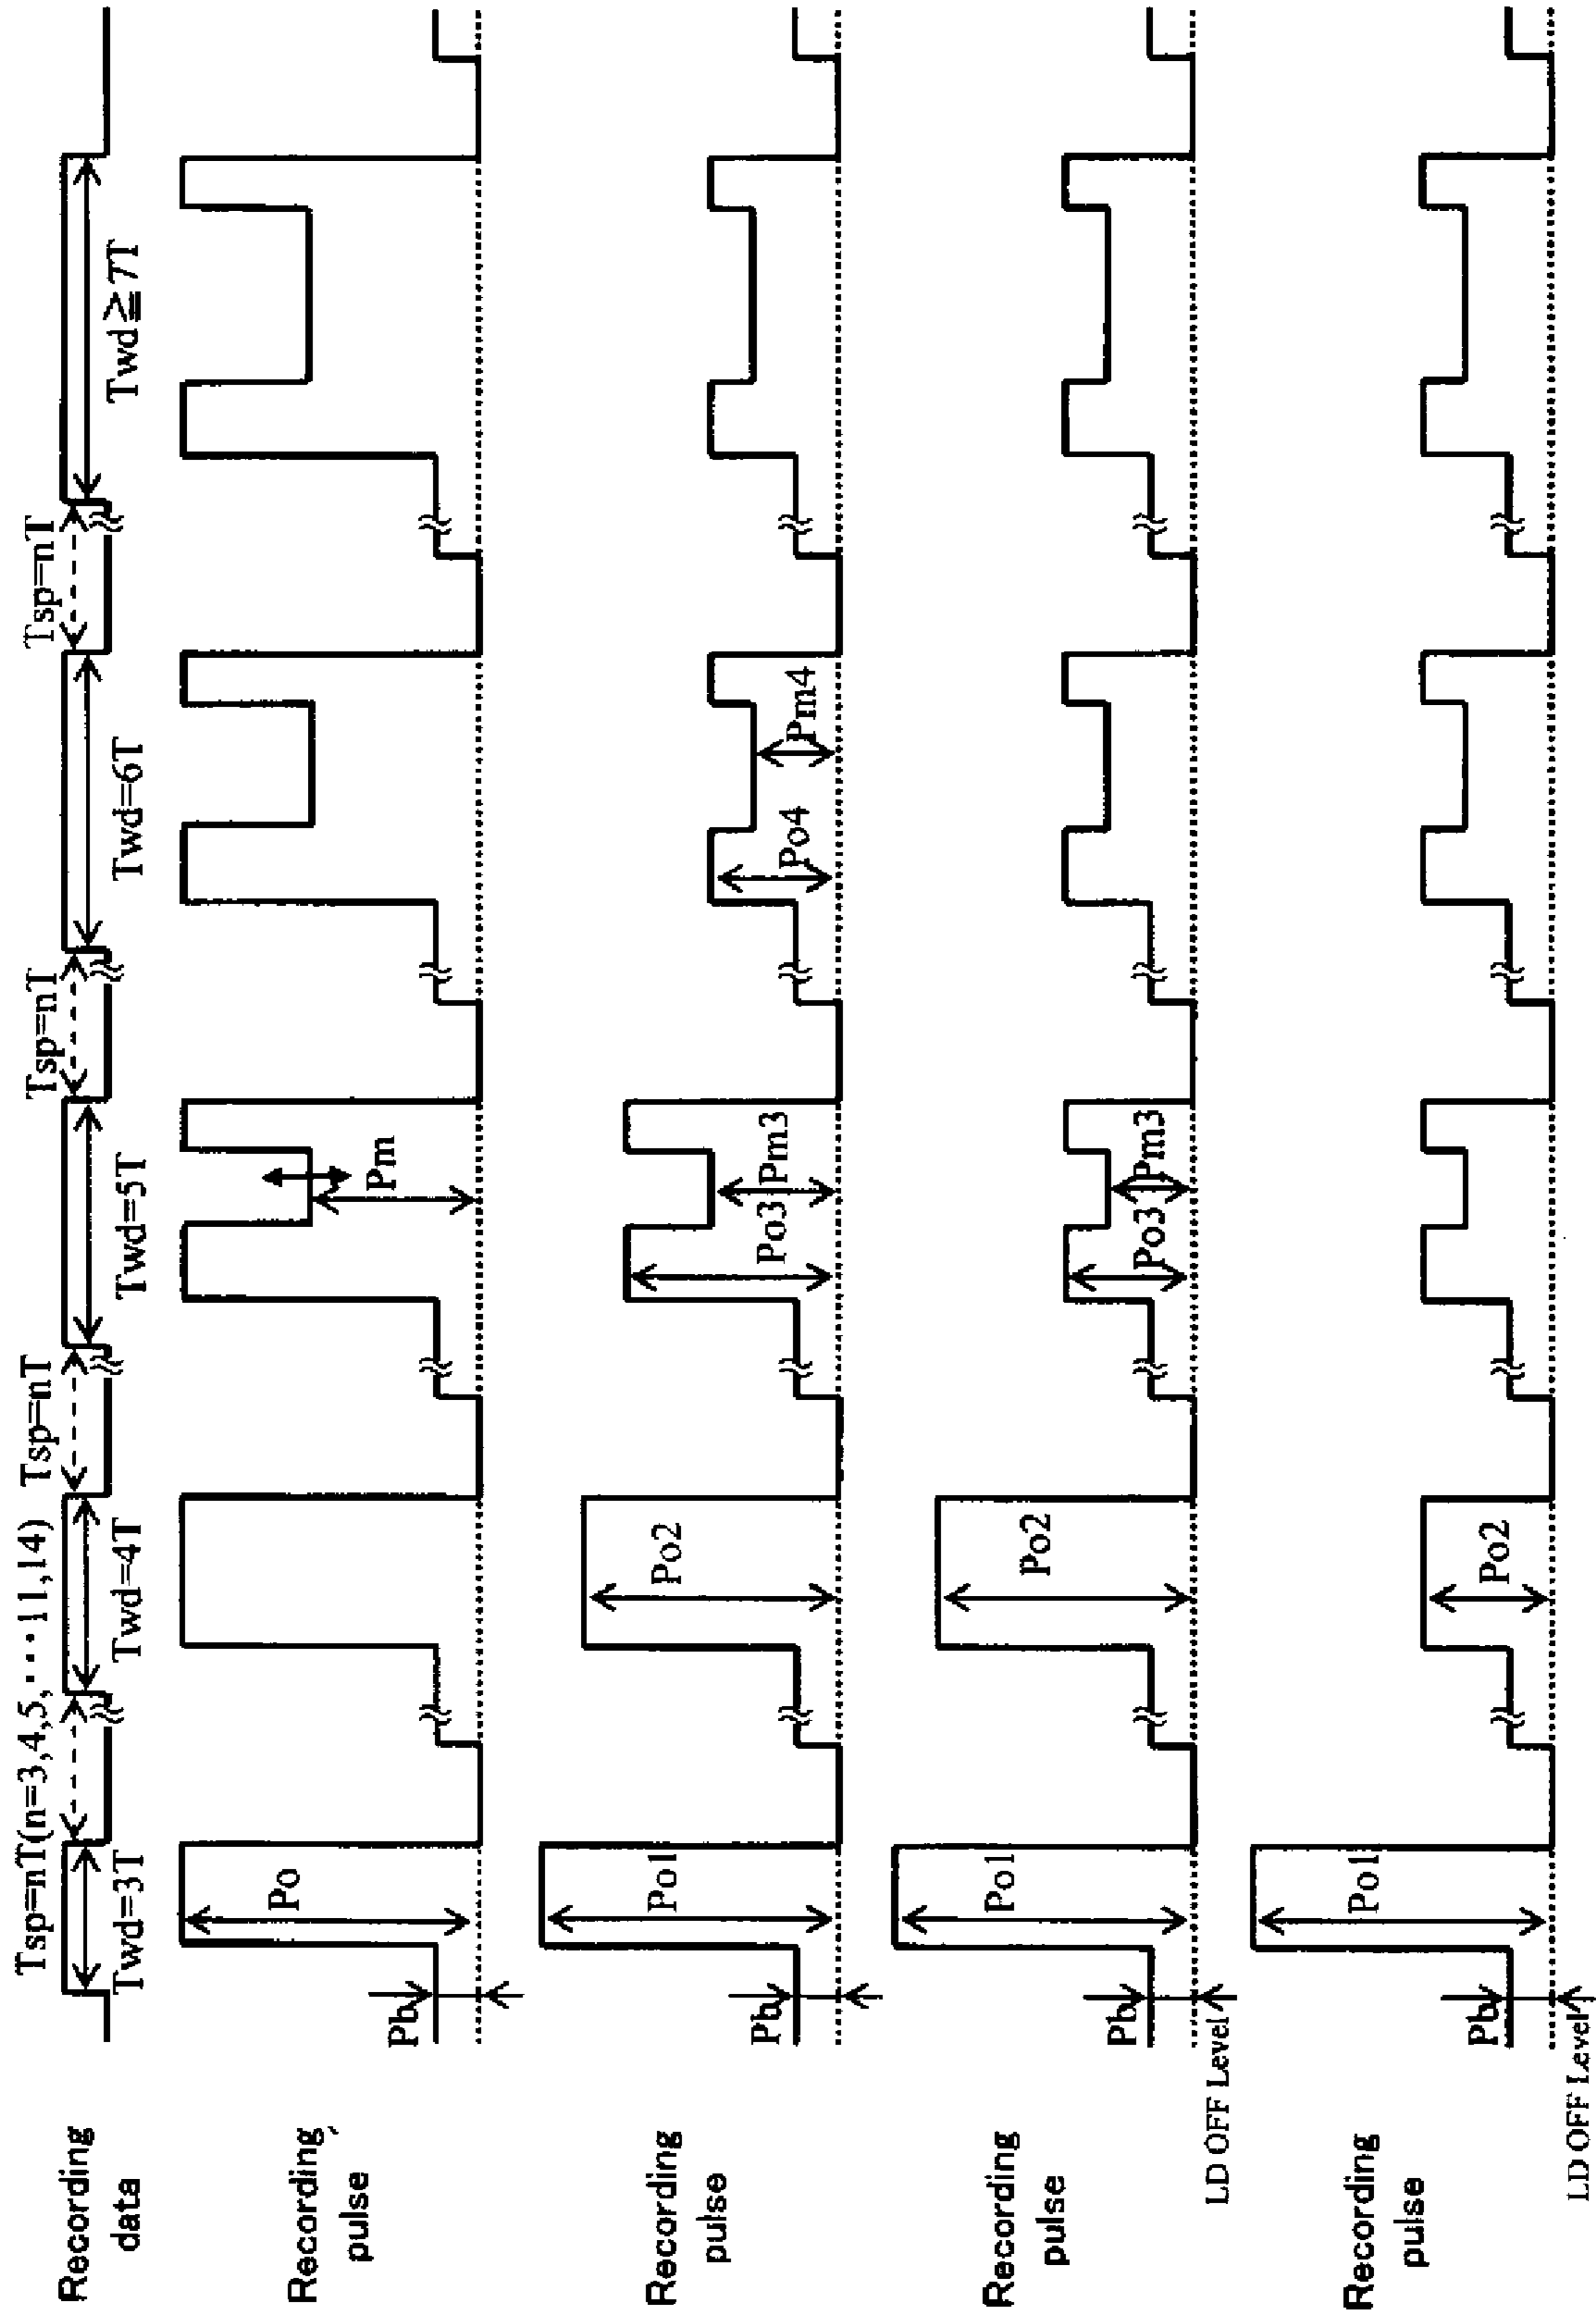 Recording
data
Tsp=nT(n=3,4,5,･･･11,14)
Tsp=nT
Tsp=nT
Tsp=nT
Twd=3T
Twd=4T
Twd=5T
Twd=6T
Twd≧7T
Recording
pulse
Pb
Po
Pm
Recording
pulse
Pb
Po1
Po2
Po3
Pm3
Po4
Pm4
Recording
pulse
LD OFF Level
Pb
Po1
Po2
Po3
Pm3
Recording
pulse
LD OFF Level
Pb
Po1
Po2